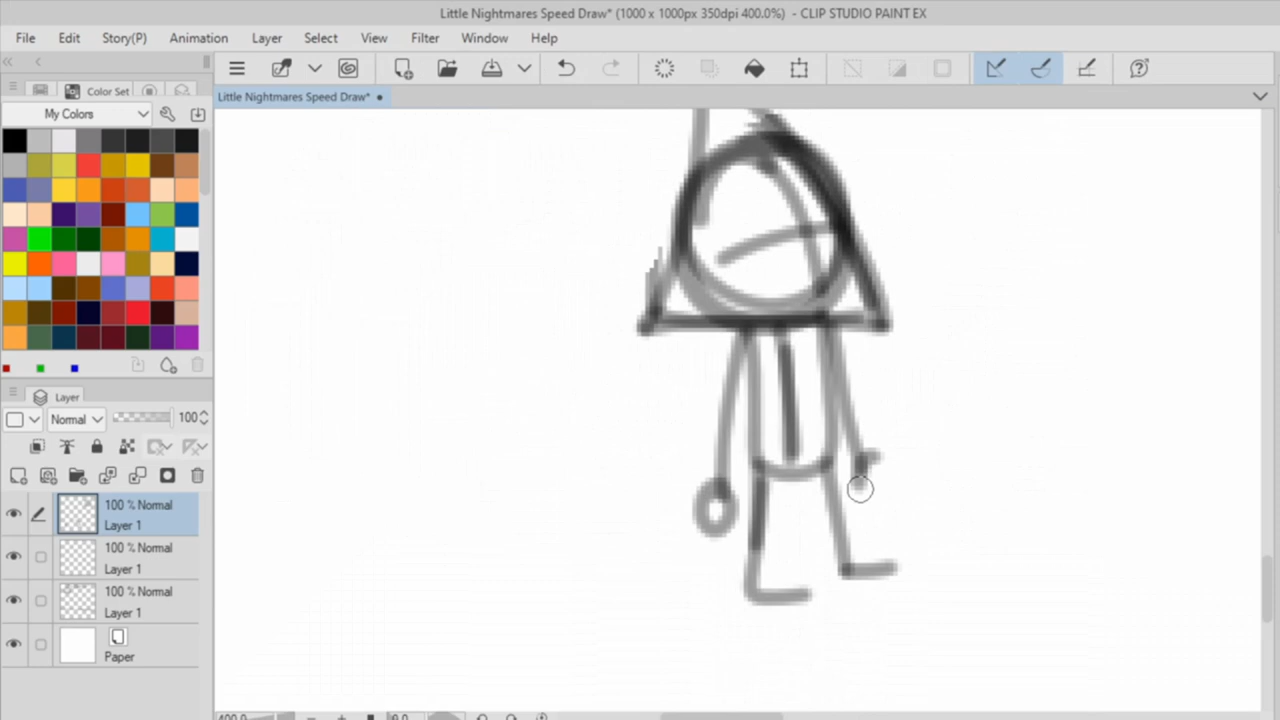 Little Nightmares Speed Draw* (1000 x 1000px 350dpi 400.0%) - CLIP STUDIO PAINT EX
File Edit Story(P) Animation Layer Select View Filter Window Help
Color Set
Little Nightmares Speed Draw*
My Colors
Layer
Normal 100
100 % Normal
Layer 1
100 % Normal
Layer 1
100 % Normal
Layer 1
Paper